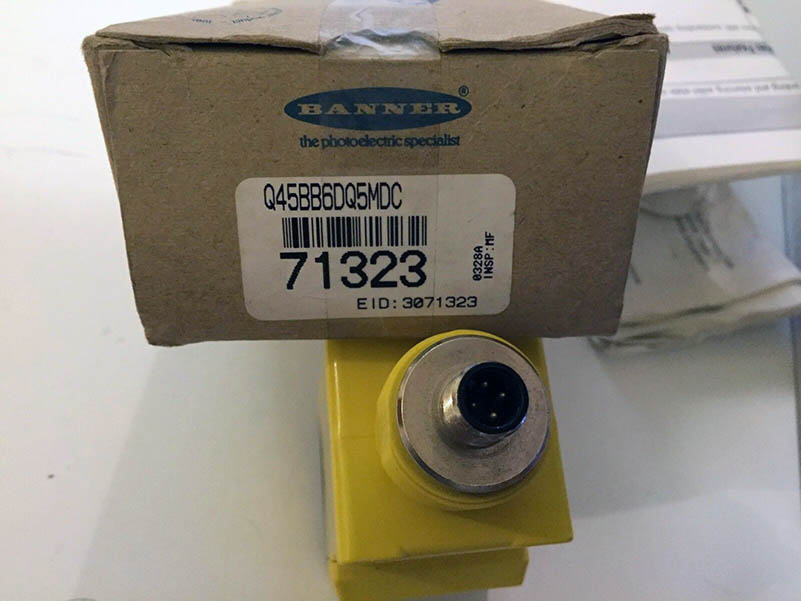 BANNER®
the photoelectric specialist
Q45BB6DQ5MDC
71323
EID:3071323
0328A
INSP:MF